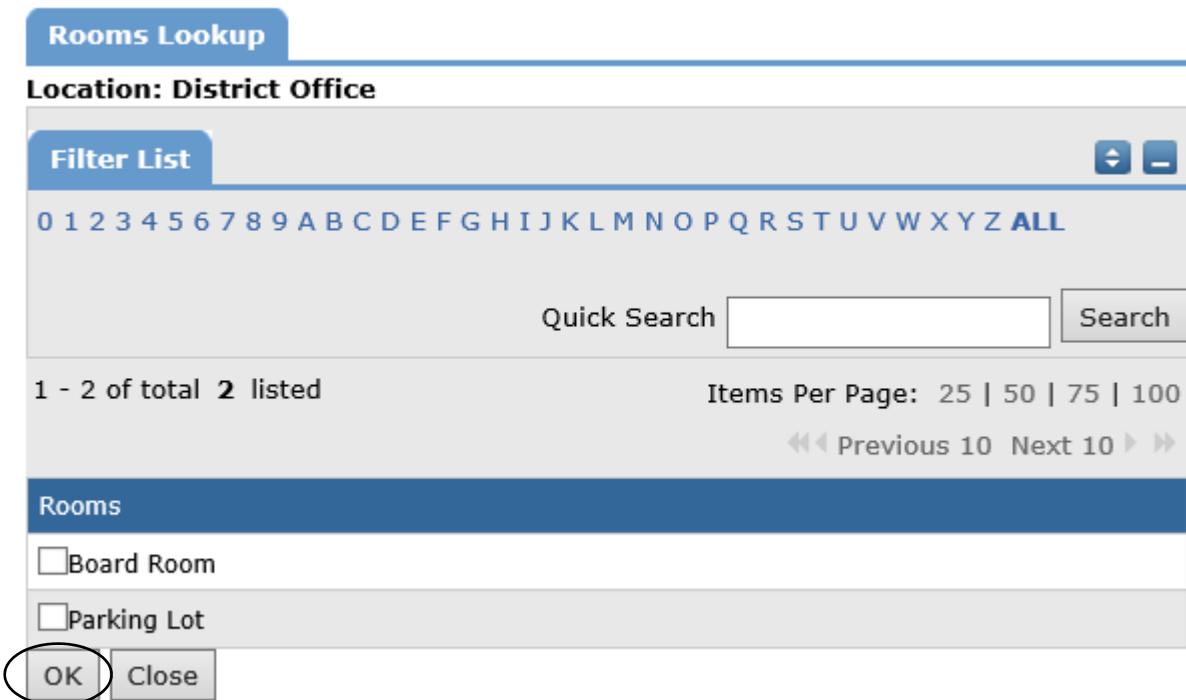 Rooms Lookup
Location: District Office
Filter List
0 1 2 3 4 5 6 7 8 9 A B C D E F G H I J K L M N O P Q R S T U V W X Y Z ALL
Quick Search Search
1 - 2 of total 2 listed Items Per Page: 25 | 50 | 75 | 100
Previous 10 Next 10
Rooms
Board Room
Parking Lot
OK Close